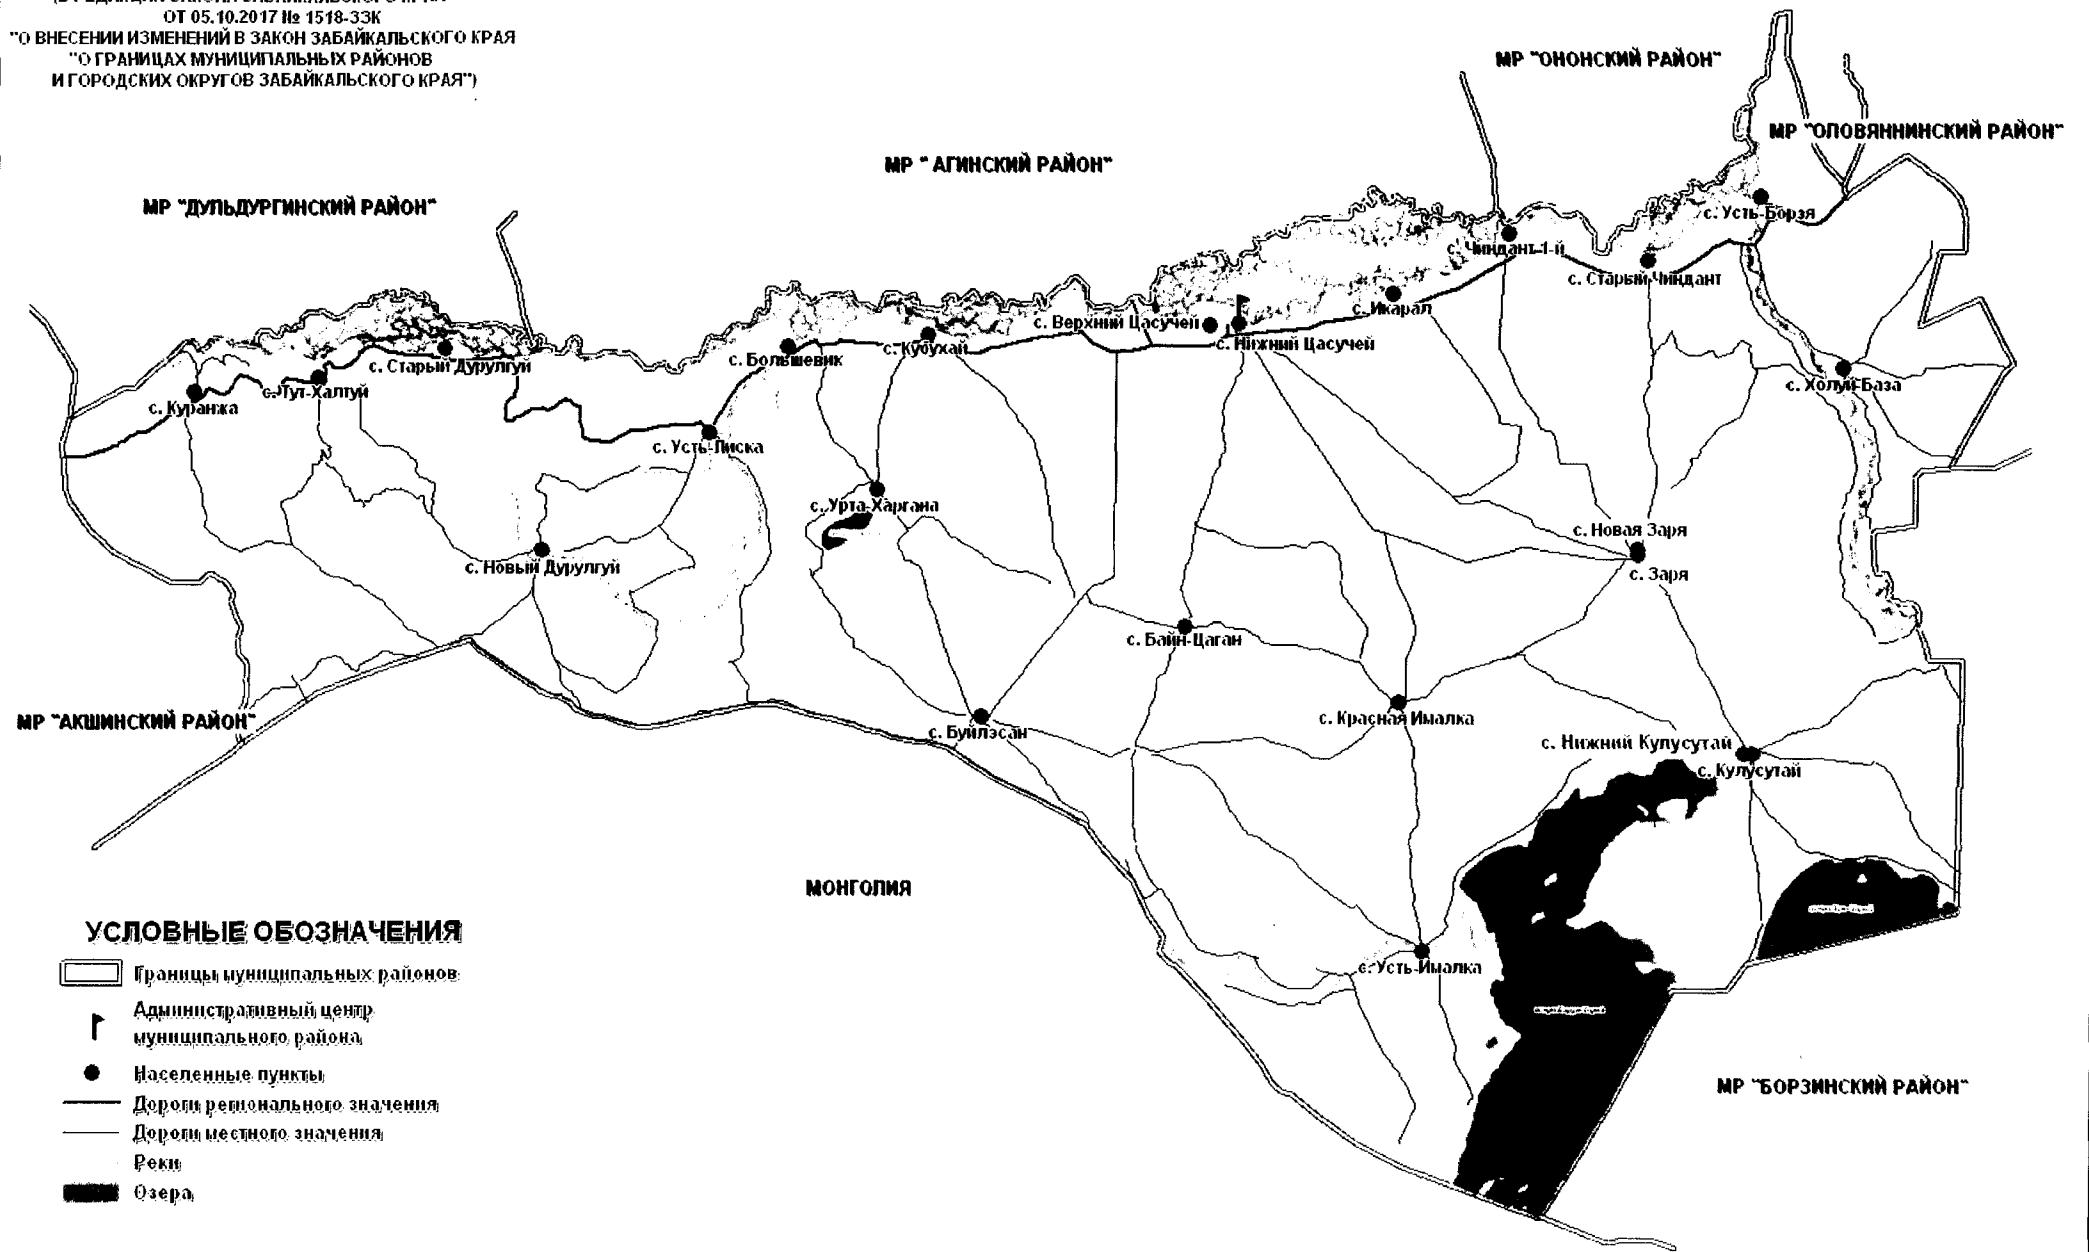 ОТ 05.10.2017 № 1518-ЗЗК
"О ВНЕСЕНИИ ИЗМЕНЕНИЙ В ЗАКОН ЗАБАЙКАЛЬСКОГО КРАЯ
"О ГРАНИЦАХ МУНИЦИПАЛЬНЫХ РАЙОНОВ
И ГОРОДСКИХ ОКРУГОВ ЗАБАЙКАЛЬСКОГО КРАЯ")
МР "ОНОНСКИЙ РАЙОН"
МР "ОЛОВЯННИНСКИЙ РАЙОН"
МР "АГИНСКИЙ РАЙОН"
МР "ДУЛЬДУРГИНСКИЙ РАЙОН"
с. Усть-Борзя
с. Чиндант 1-й
с. Старый Чиндант
с. Икарал
с. Верхний Цасучей
с. Нижний Цасучей
с. Кубухай
с. Большевик
с. Старый Дурулгуй
с. Тут-Халтуй
с. Куранжа
с. Холуй-База
с. Усть-Лиска
с. Урта-Харгана
с. Новая Заря
с. Заря
с. Новый Дурулгуй
с. Байн-Цаган
МР "АКШИНСКИЙ РАЙОН"
с. Красная Ималка
с. Буйлэсан
с. Нижний Кулусутай
с. Кулусутай
МОНГОЛИЯ
с. Усть-Ималка
МР "БОРЗИНСКИЙ РАЙОН"
УСЛОВНЫЕ ОБОЗНАЧЕНИЯ
Границы муниципальных районов
Административный центр
муниципального района
Населенные пункты
Дороги регионального значения
Дороги местного значения
Реки
Озера